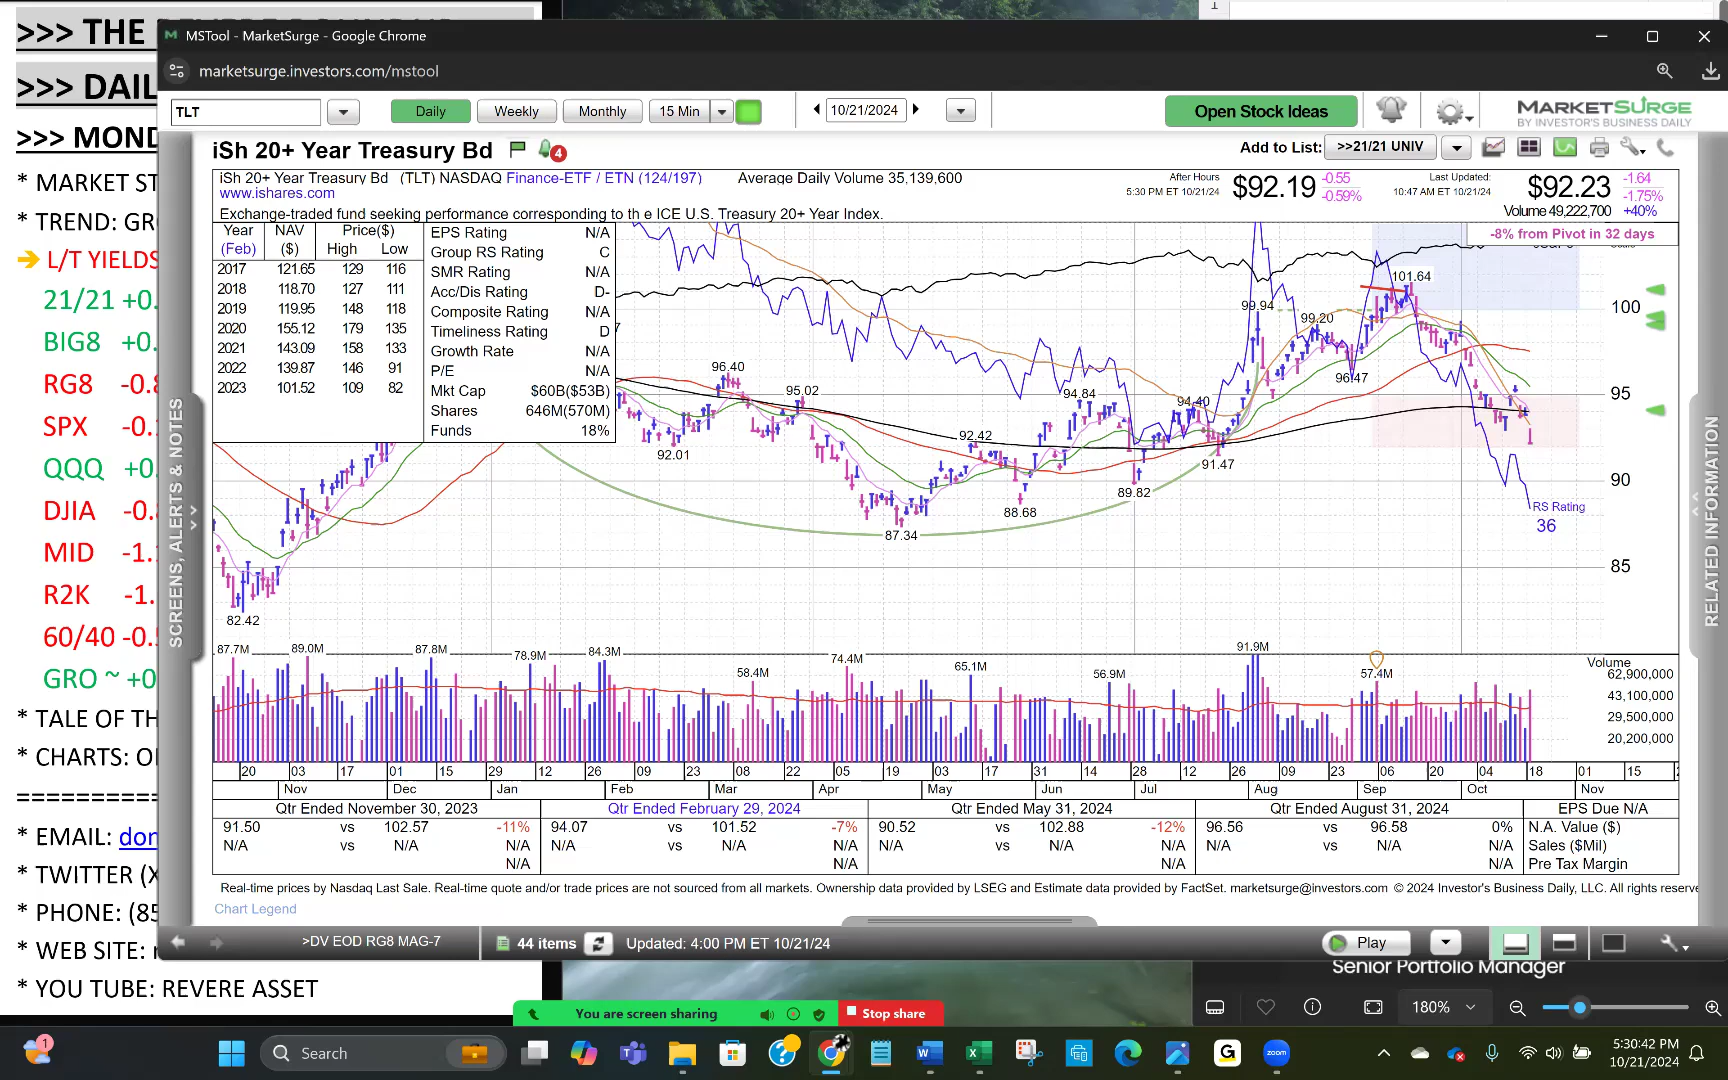 >>> THE
>>> DAIL
>>> MOND
* MARKET ST
* TREND: GR
L/T YIELDS
21/21 +0.
BIG8 +0.
RG8 -0.8
SPX -0.
QQQ +0.
DJIA -0.8
MID -1.
R2K -1.
60/40 -0.5
GRO ~ +0
* TALE OF TH
* CHARTS: O
* EMAIL: don
* TWITTER (X
* PHONE: (85
* WEB SITE: r
* YOU TUBE: REVERE ASSET
MSTool - MarketSurge - Google Chrome
marketsurge.investors.com/mstool
TLT
Daily
Weekly
Monthly
15 Min
10/21/2024
Open Stock Ideas
MARKETSURGE
BY INVESTOR'S BUSINESS DAILY
iSh 20+ Year Treasury Bd
4
Add to List:
>>21/21 UNIV
iSh 20+ Year Treasury Bd (TLT) NASDAQ Finance-ETF / ETN (124/197) Average Daily Volume 35,139,600
www.ishares.com
Exchange-traded fund seeking performance corresponding to th e ICE U.S. Treasury 20+ Year Index.
After Hours
5:30 PM ET 10/21/24
$92.19 -0.55
-0.59%
Last Updated:
10:47 AM ET 10/21/24
$92.23 -1.64
-1.75%
Volume 49,222,700 +40%
-8% from Pivot in 32 days
Year NAV Price($)
(Feb) ($) High Low
2017 121.65 129 116
2018 118.70 127 111
2019 119.95 148 118
2020 155.12 179 135
2021 143.09 158 133
2022 139.87 146 91
2023 101.52 109 82
EPS Rating N/A
Group RS Rating C
SMR Rating N/A
Acc/Dis Rating D-
Composite Rating N/A
Timeliness Rating D
Growth Rate N/A
P/E N/A
Mkt Cap $60B($53B)
Shares 646M(570M)
Funds 18%
101.64
99.94
99.20
96.47
96.40
95.02
94.84
94.40
92.42
92.01
91.47
89.82
88.68
87.34
82.42
100
95
90
85
RS Rating
36
87.7M
89.0M
87.8M
78.9M
84.3M
58.4M
74.4M
65.1M
56.9M
91.9M
57.4M
Volume
62,900,000
43,100,000
29,500,000
20,200,000
20 03 17 01 15 29 12 26 09 23 08 22 05 19 03 17 31 14 28 12 26 09 23 06 20 04 18 01 15
Nov Dec Jan Feb Mar Apr May Jun Jul Aug Sep Oct Nov
Qtr Ended November 30, 2023
Qtr Ended February 29, 2024
Qtr Ended May 31, 2024
Qtr Ended August 31, 2024
EPS Due N/A
91.50 vs 102.57 -11% 94.07 vs 101.52 -7% 90.52 vs 102.88 -12% 96.56 vs 96.58 0% N.A. Value ($)
N/A vs N/A N/A N/A vs N/A N/A N/A vs N/A N/A N/A vs N/A N/A Sales ($Mil)
N/A N/A N/A N/A Pre Tax Margin
Real-time prices by Nasdaq Last Sale. Real-time quote and/or trade prices are not sourced from all markets. Ownership data provided by LSEG and Estimate data provided by FactSet. marketsurge@investors.com © 2024 Investor's Business Daily, LLC. All rights reserve
Chart Legend
SCREENS, ALERTS & NOTES
RELATED INFORMATION
>DV EOD RG8 MAG-7
44 items
Updated: 4:00 PM ET 10/21/24
Play
Senior Portfolio Manager
You are screen sharing
Stop share
180%
1
Search
zoom
5:30:42 PM
10/21/2024